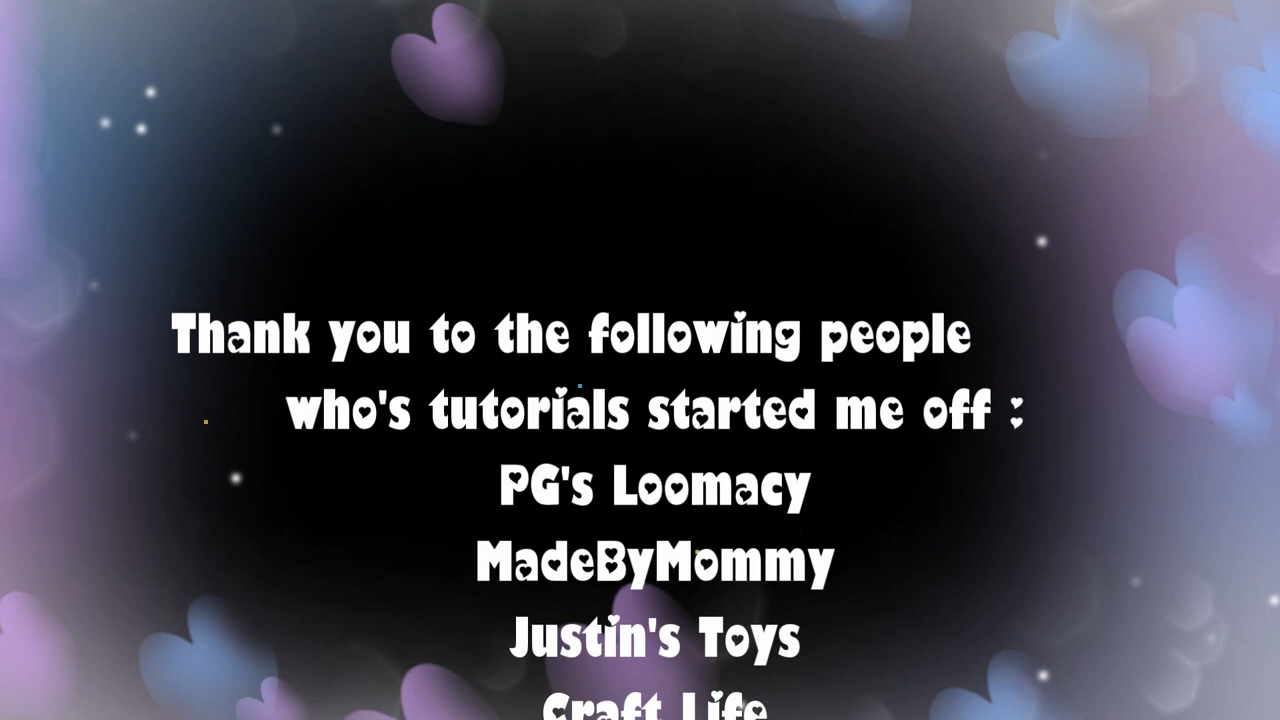 Thank you to the following people
who's tutorials started me off :
PG's Loomacy
MadeByMommy
Justin's Toys
Craft Life